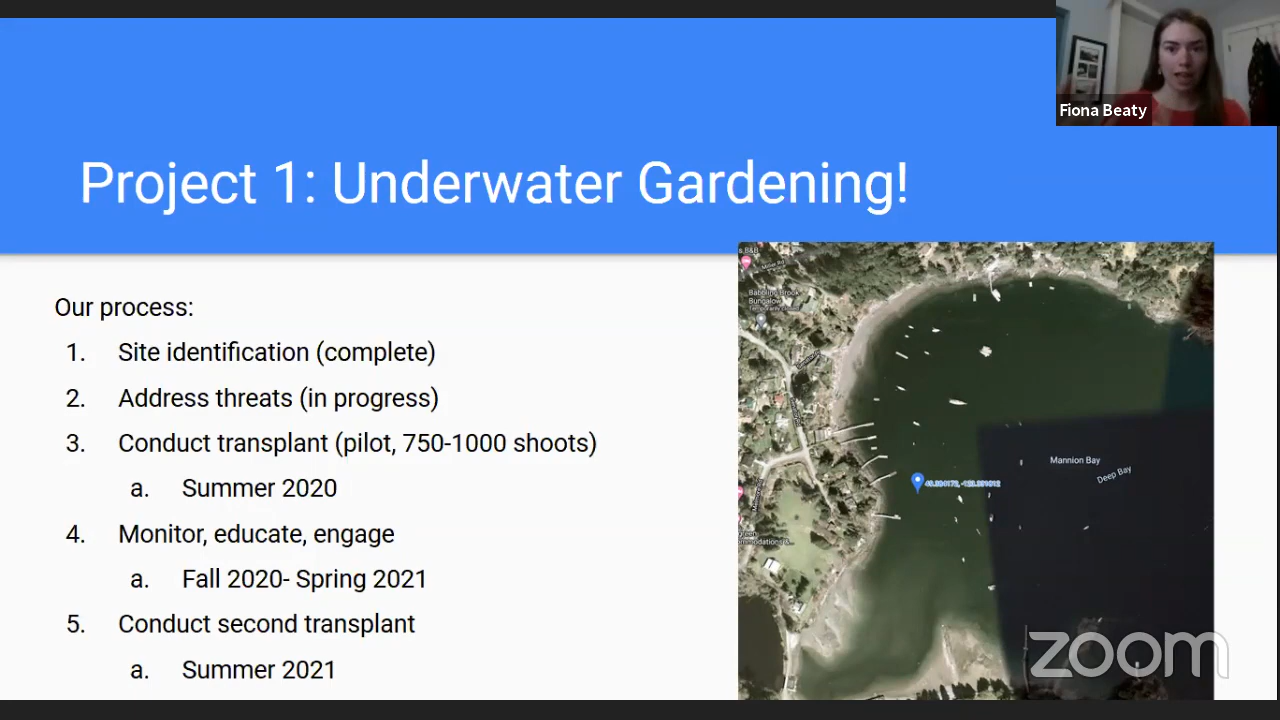 Fiona Beaty
Project 1: Underwater Gardening!
Our process:
1. Site identification (complete)
2. Address threats (in progress)
3. Conduct transplant (pilot, 750-1000 shoots)
a. Summer 2020
4. Monitor, educate, engage
a. Fall 2020- Spring 2021
5. Conduct second transplant
a. Summer 2021
s B&B
Babbling Brook
Bungalow
Mannion Bay
Deep Bay
zoom